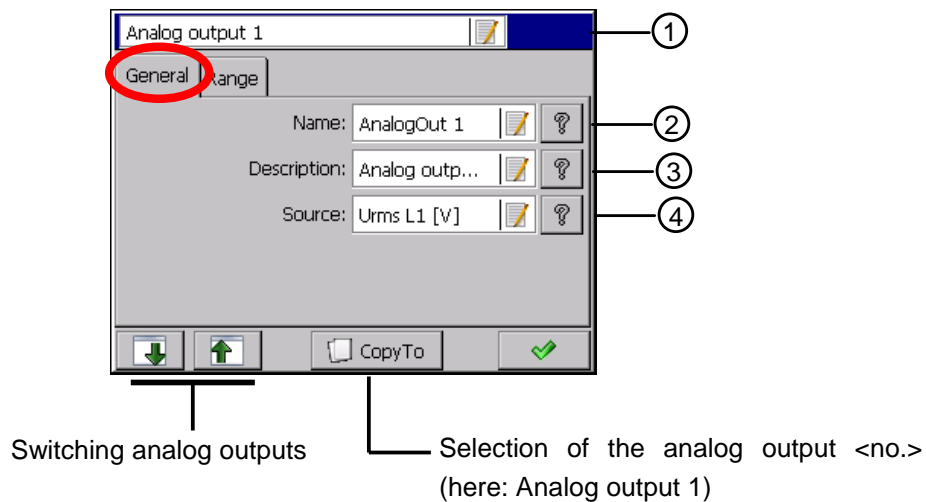 Analog output 1
1
General Range
Name: AnalogOut 1 ?
2
Description: Analog outp... ?
3
Source: Urms L1 [V] ?
4
CopyTo
Switching analog outputs
Selection of the analog output <no.>
(here: Analog output 1)